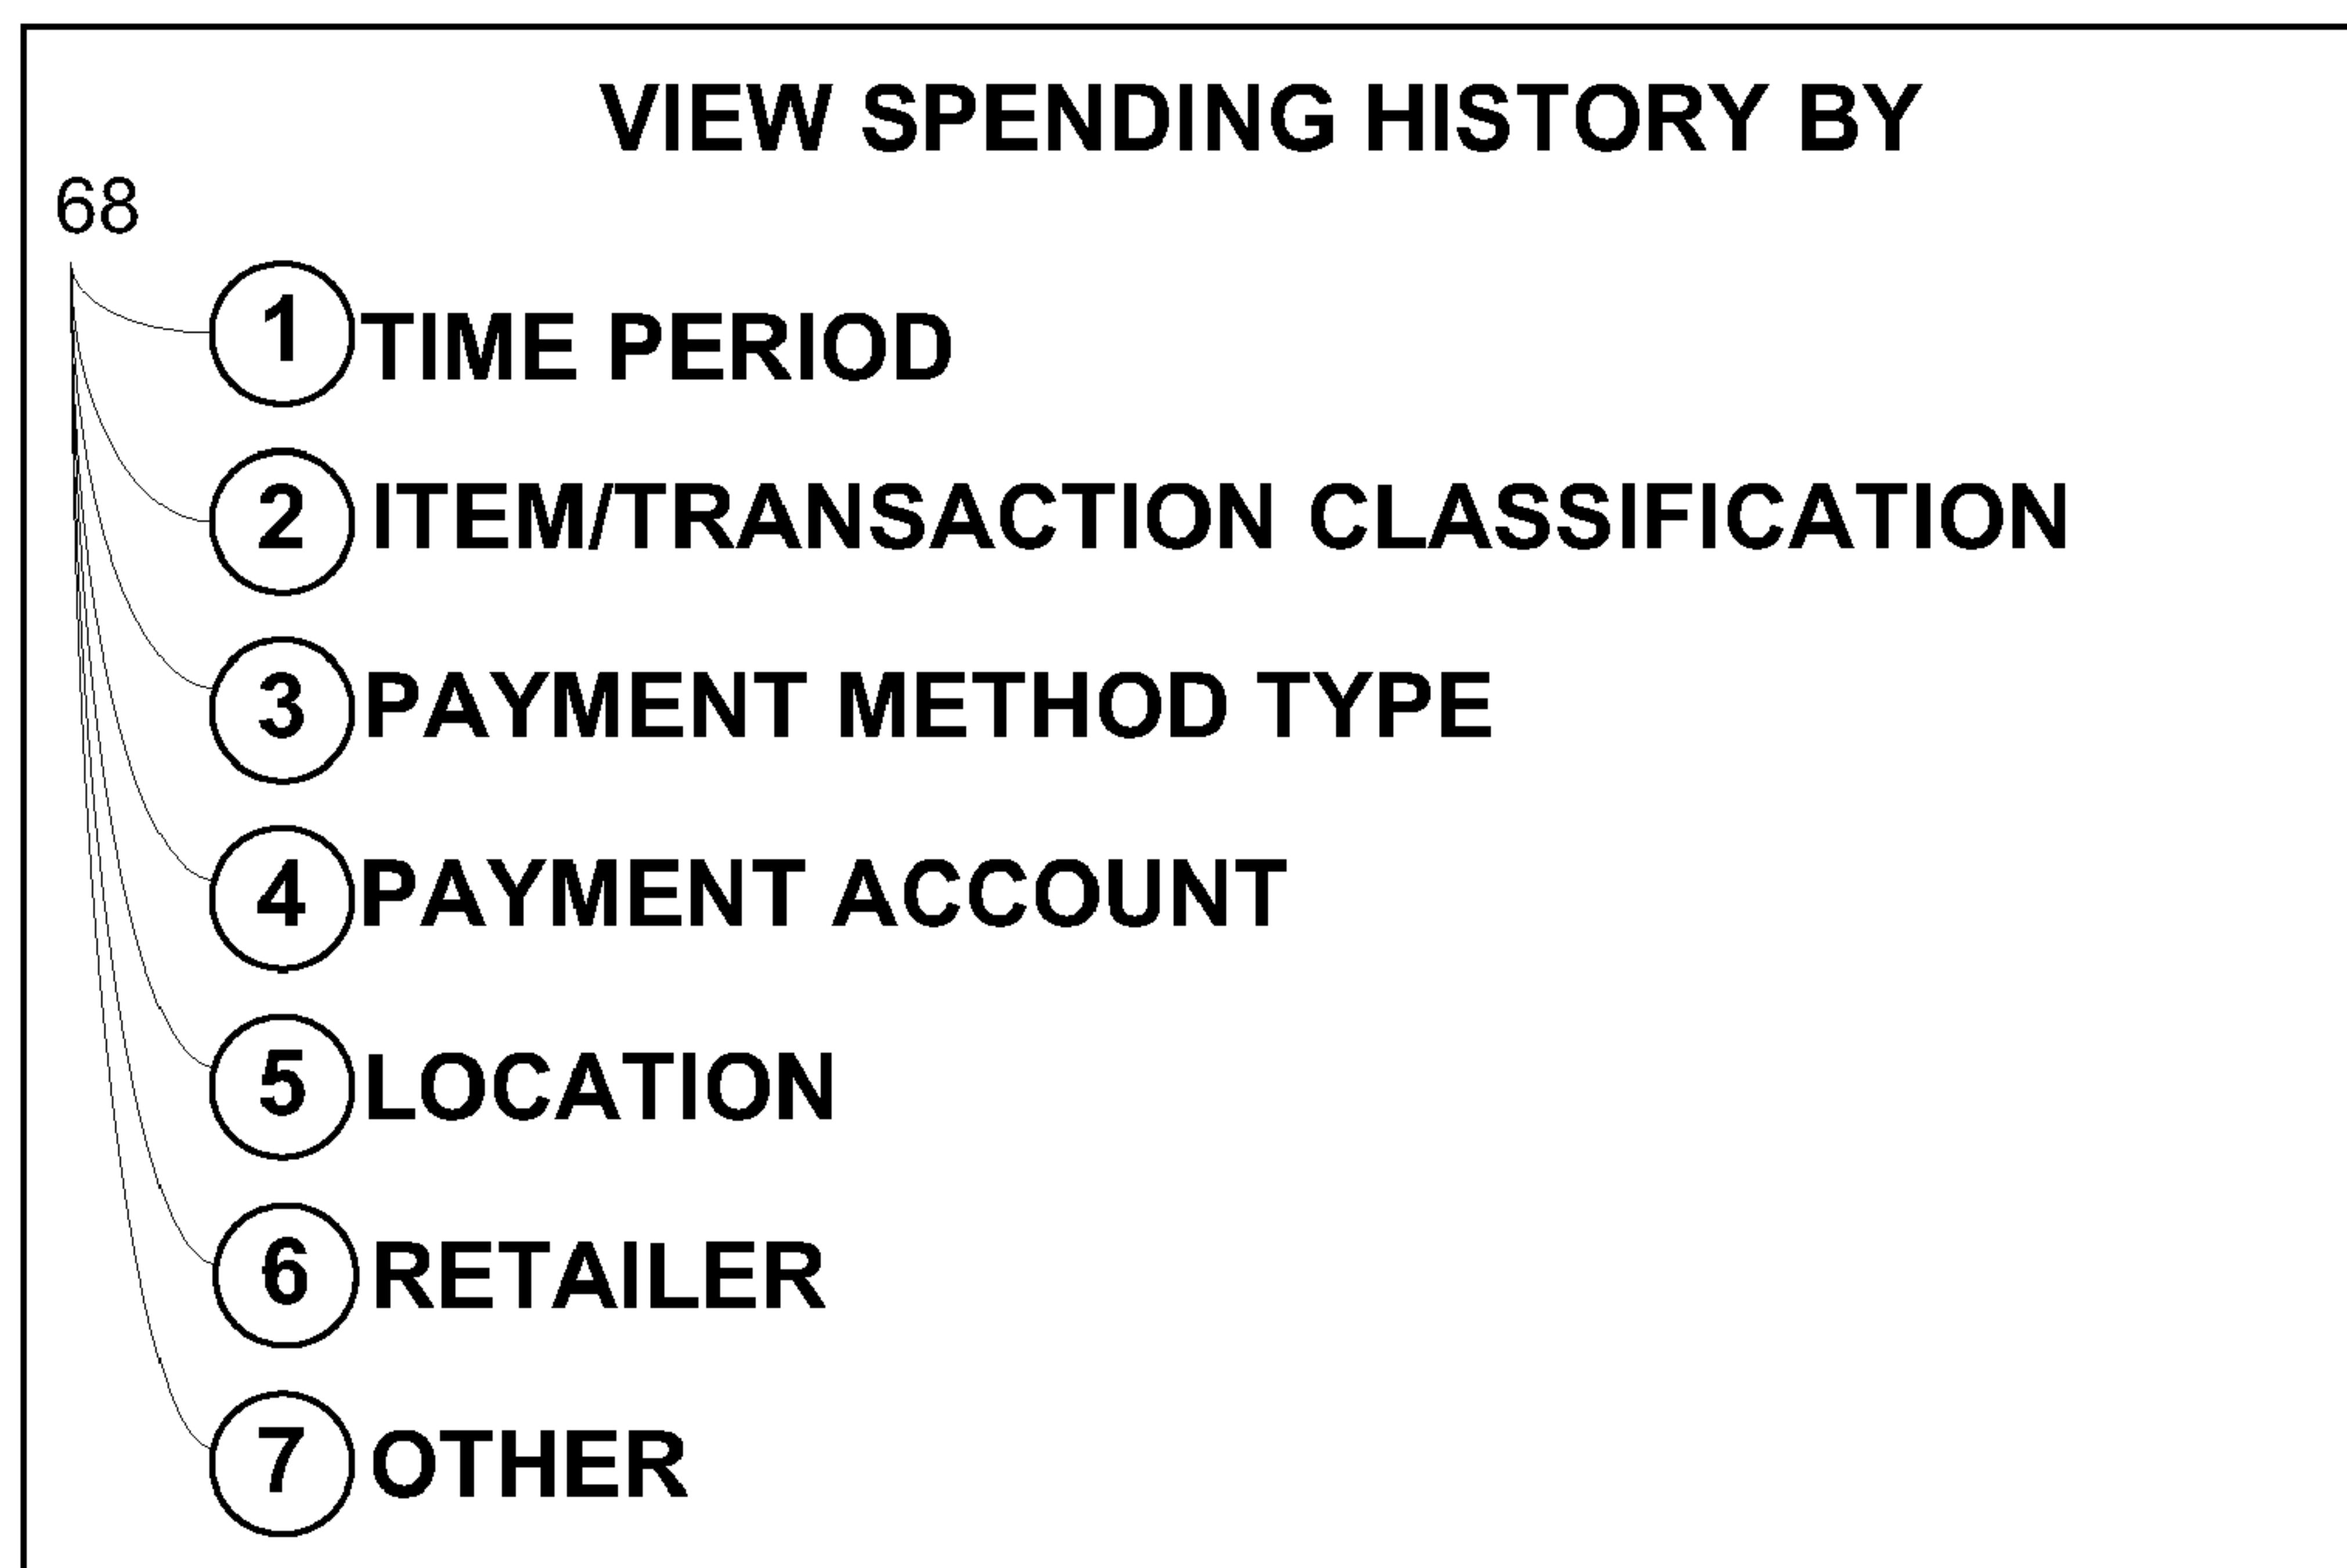 VIEW SPENDING HISTORY BY
68
1 TIME PERIOD
2 ITEM/TRANSACTION CLASSIFICATION
3 PAYMENT METHOD TYPE
4 PAYMENT ACCOUNT
5 LOCATION
6 RETAILER
7 OTHER